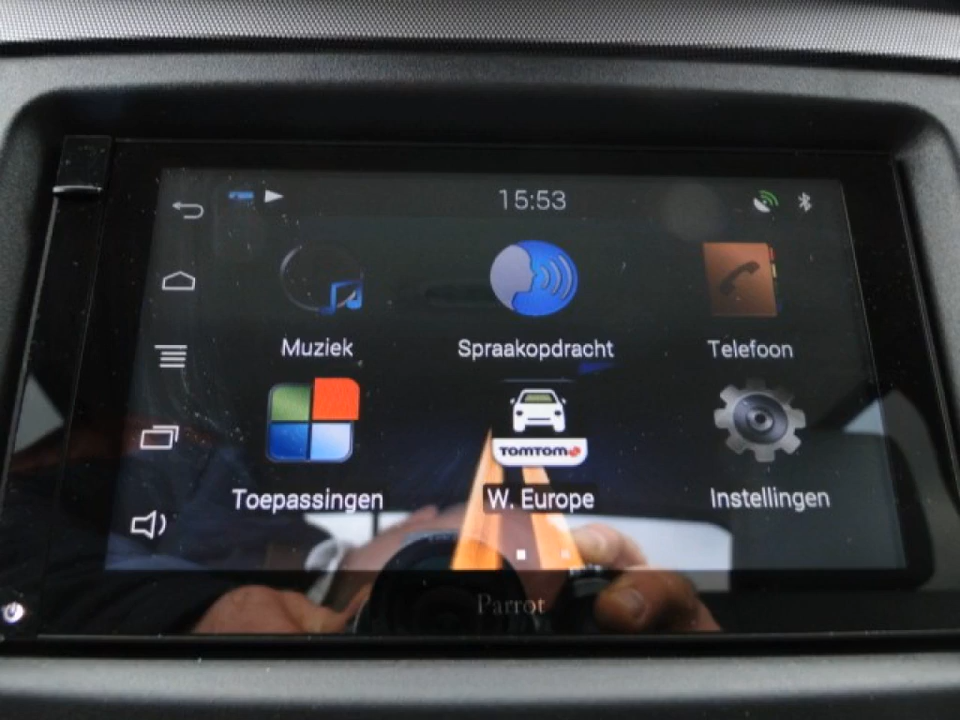 15:53
Muziek
Spraakopdracht
Telefoon
TOMTOM
Toepassingen
W. Europe
Instellingen
Parrot